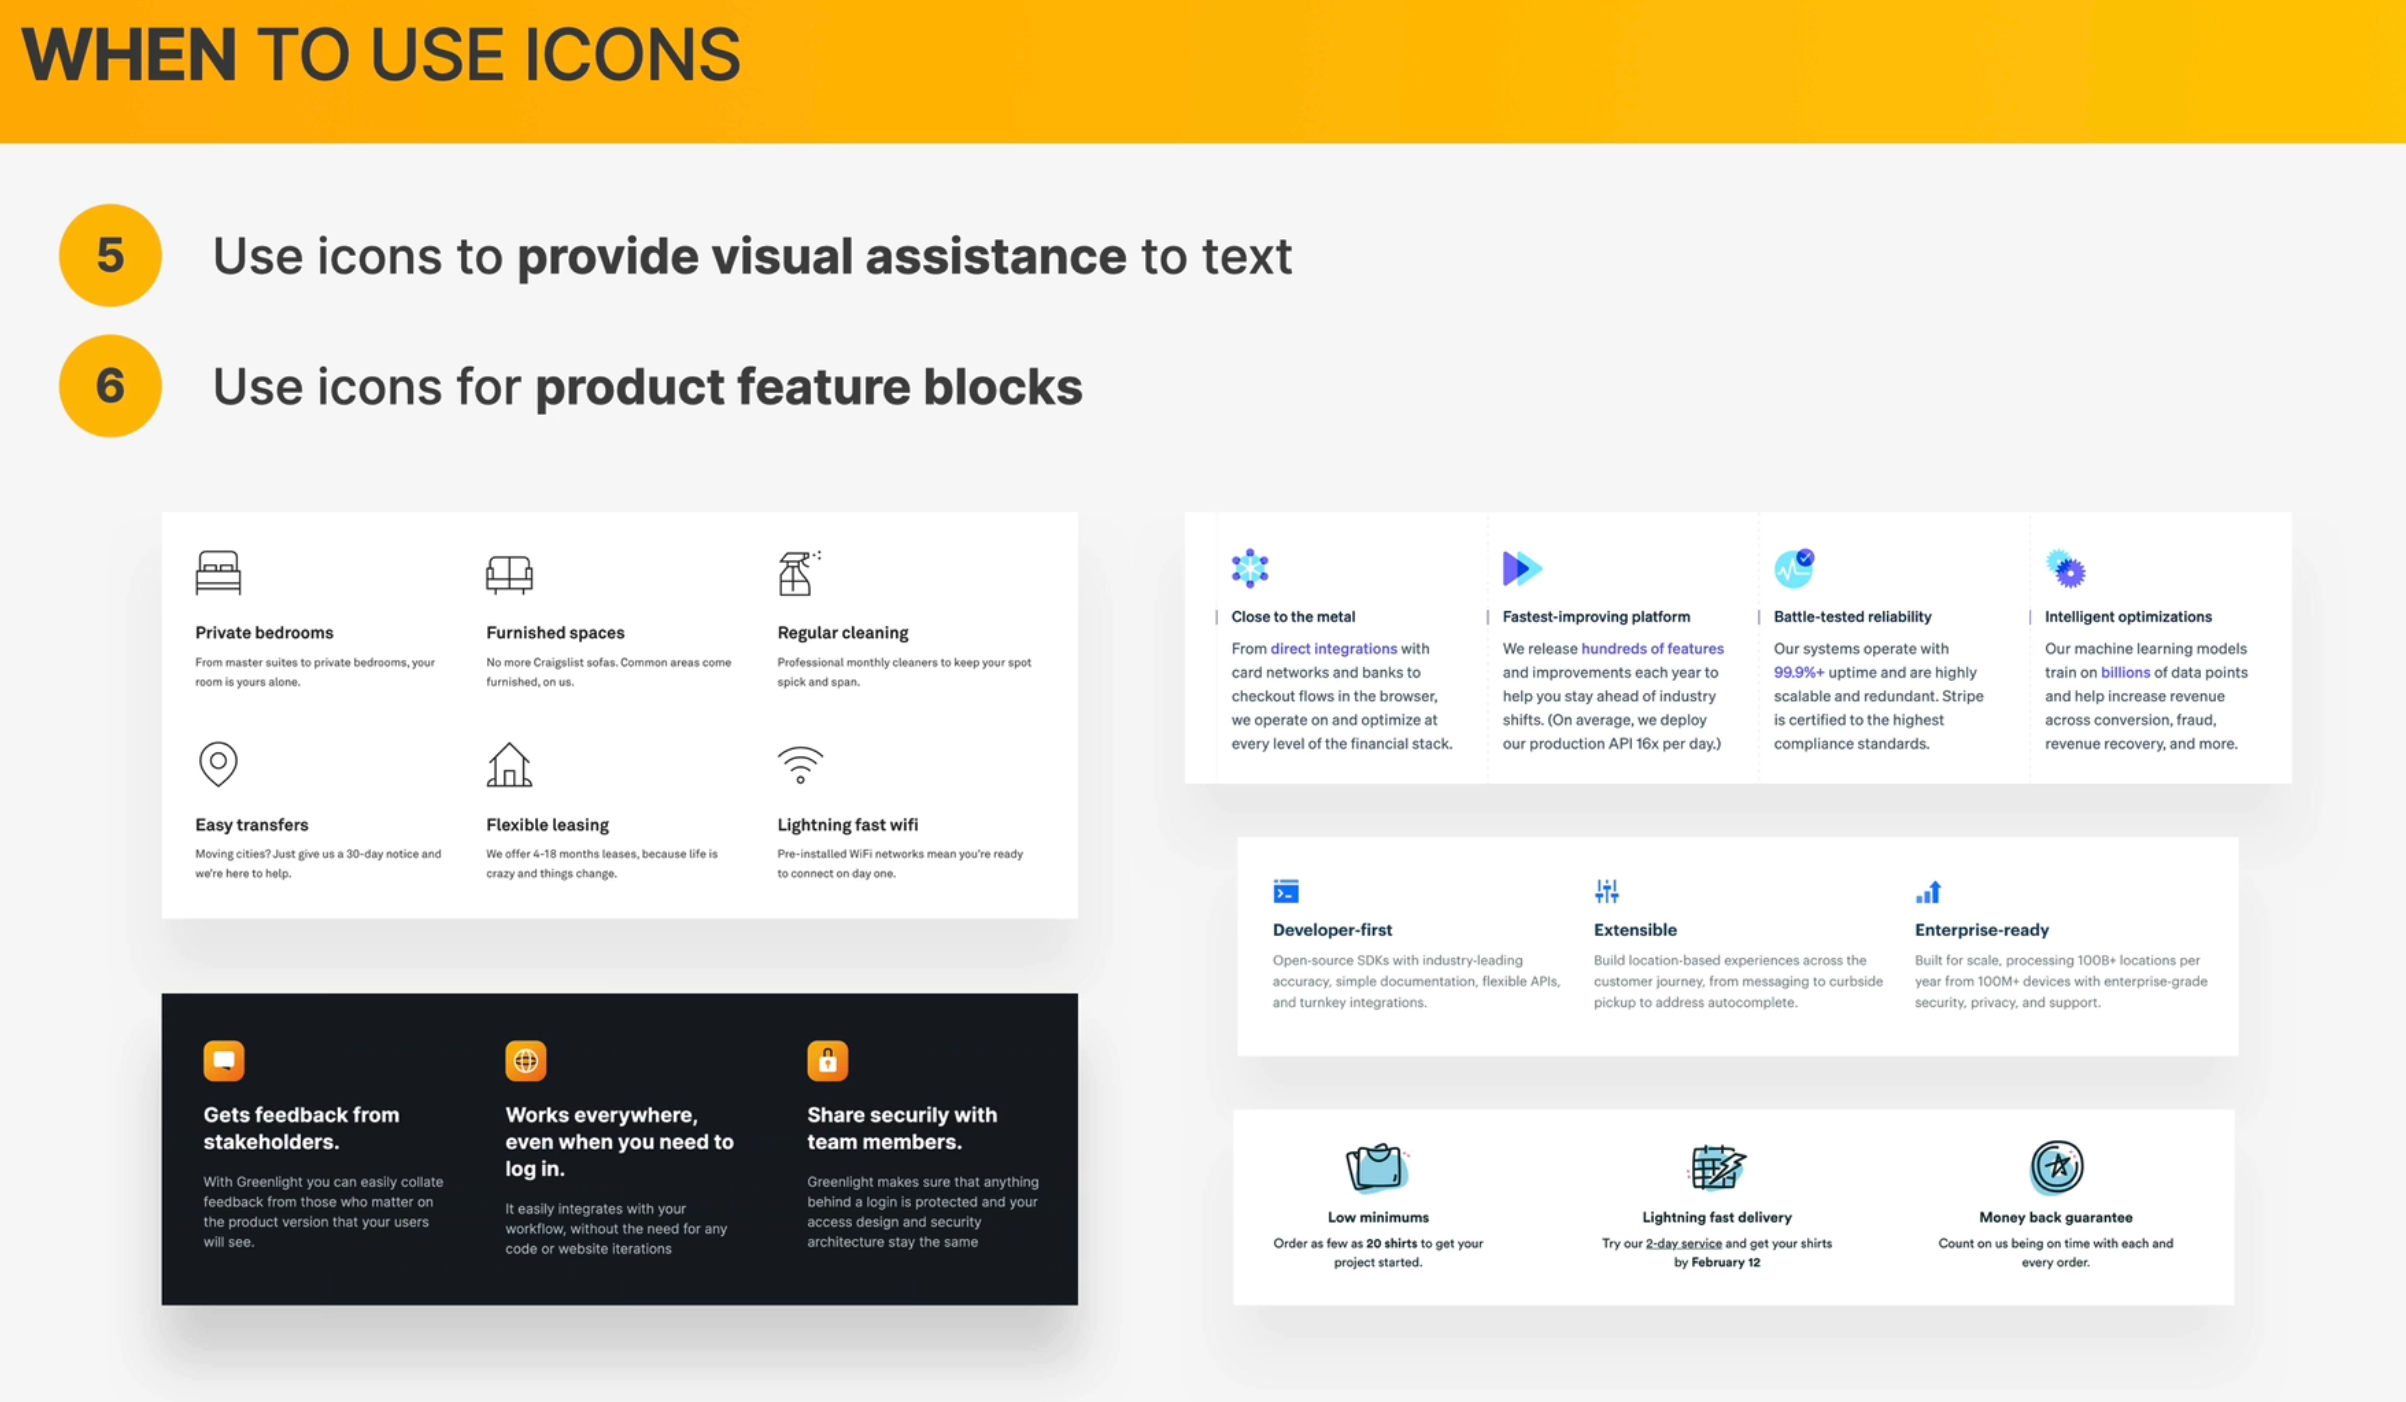 WHEN TO USE ICONS
5
Use icons to provide visual assistance to text
6
Use icons for product feature blocks
Private bedrooms
From master suites to private bedrooms, your
room is yours alone.
Furnished spaces
No more Craigslist sofas. Common areas come
furnished, on us.
Regular cleaning
Professional monthly cleaners to keep your spot
spick and span.
Easy transfers
Moving cities? Just give us a 30-day notice and
we're here to help.
Flexible leasing
We offer 4-18 months leases, because life is
crazy and things change.
Lightning fast wifi
Pre-installed WiFi networks mean you're ready
to connect on day one.
Gets feedback from
stakeholders.
With Greenlight you can easily collate
feedback from those who matter on
the product version that your users
will see.
Works everywhere,
even when you need to
log in.
It easily integrates with your
workflow, without the need for any
code or website iterations
Share securily with
team members.
Greenlight makes sure that anything
behind a login is protected and your
access design and security
architecture stay the same
Close to the metal
From direct integrations with
card networks and banks to
checkout flows in the browser,
we operate on and optimize at
every level of the financial stack.
Fastest-improving platform
We release hundreds of features
and improvements each year to
help you stay ahead of industry
shifts. (On average, we deploy
our production API 16x per day.)
Battle-tested reliability
Our systems operate with
99.9%+ uptime and are highly
scalable and redundant. Stripe
is certified to the highest
compliance standards.
Intelligent optimizations
Our machine learning models
train on billions of data points
and help increase revenue
across conversion, fraud,
revenue recovery, and more.
Developer-first
Open-source SDKs with industry-leading
accuracy, simple documentation, flexible APIs,
and turnkey integrations.
Extensible
Build location-based experiences across the
customer journey, from messaging to curbside
pickup to address autocomplete.
Enterprise-ready
Built for scale, processing 100B+ locations per
year from 100M+ devices with enterprise-grade
security, privacy, and support.
Low minimums
Order as few as 20 shirts to get your
project started.
Lightning fast delivery
Try our 2-day service and get your shirts
by February 12
Money back guarantee
Count on us being on time with each and
every order.